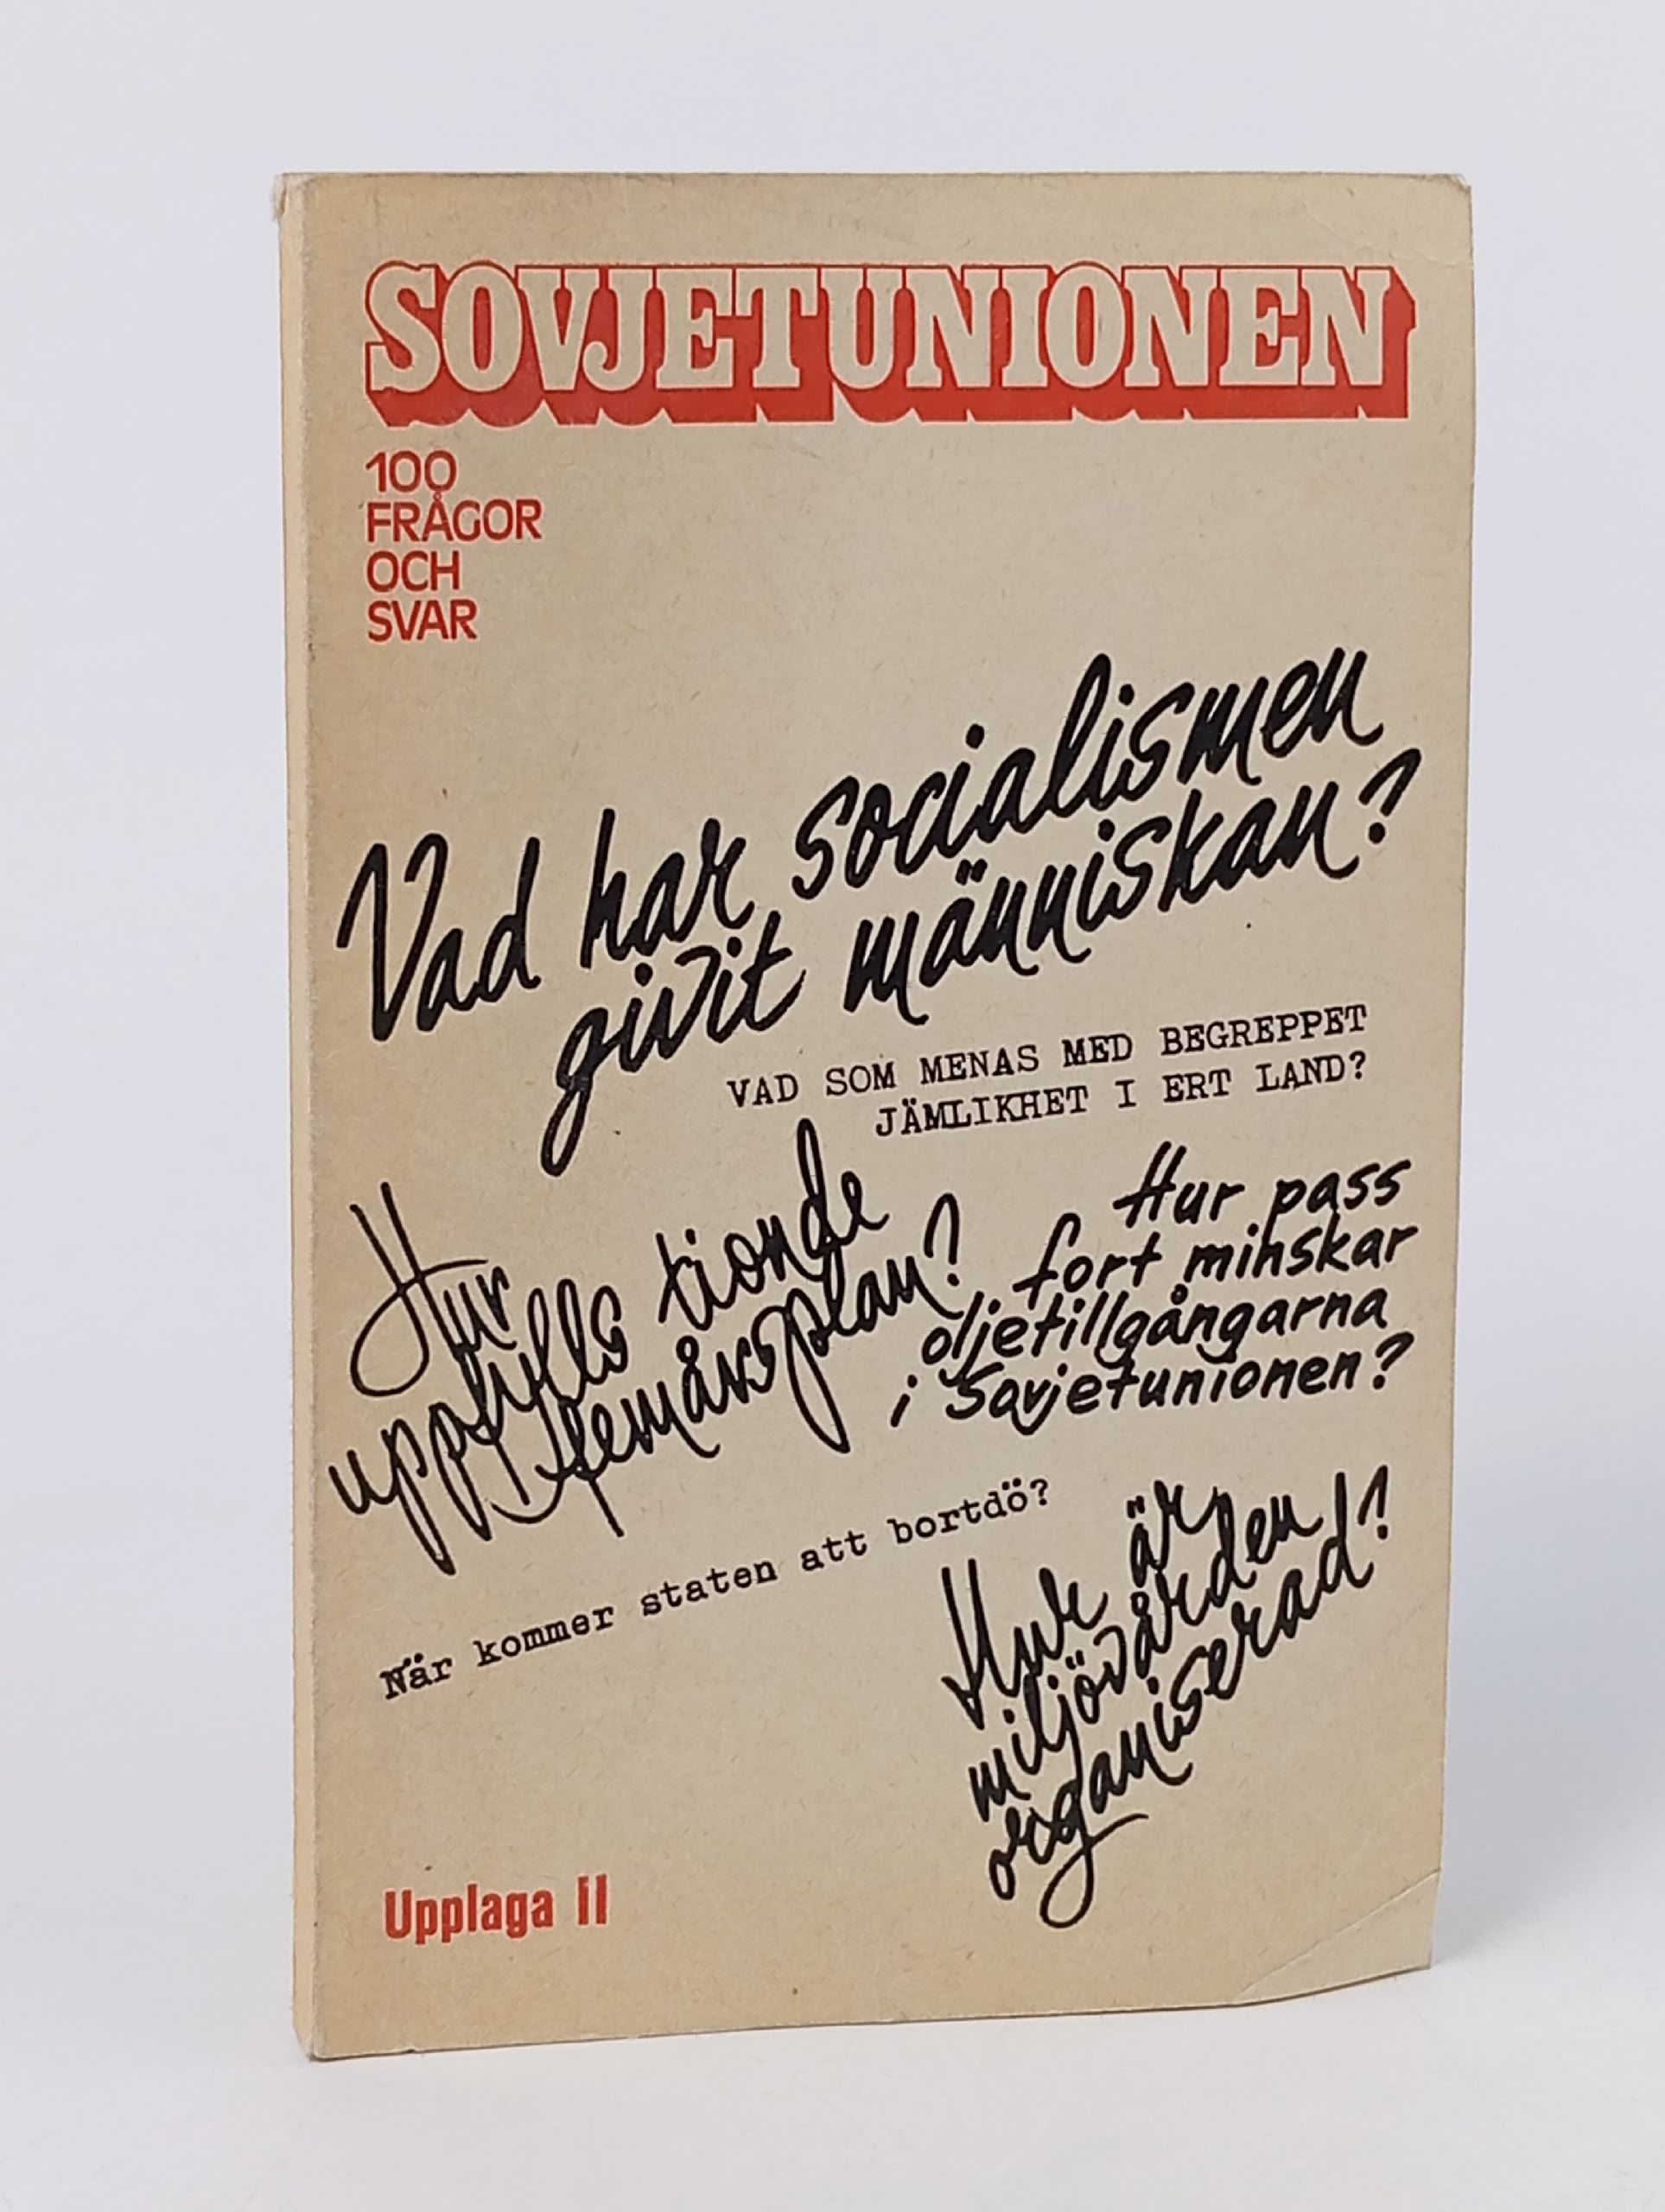 SOVJETUNIONEN
100
FRÅGOR
OCH
SVAR
Vad har socialismen
givit människan?
VAD SOM MENAS MED BEGREPPET
JÄMLIKHET I ERT LAND?
Hur
uppfylls tionde
femårsplan?
Hur pass
fort minskar
oljetillgångarna
i Sovjetunionen?
När kommer staten att bortdö?
Hur är
miljövården
organiserad?
Upplaga II